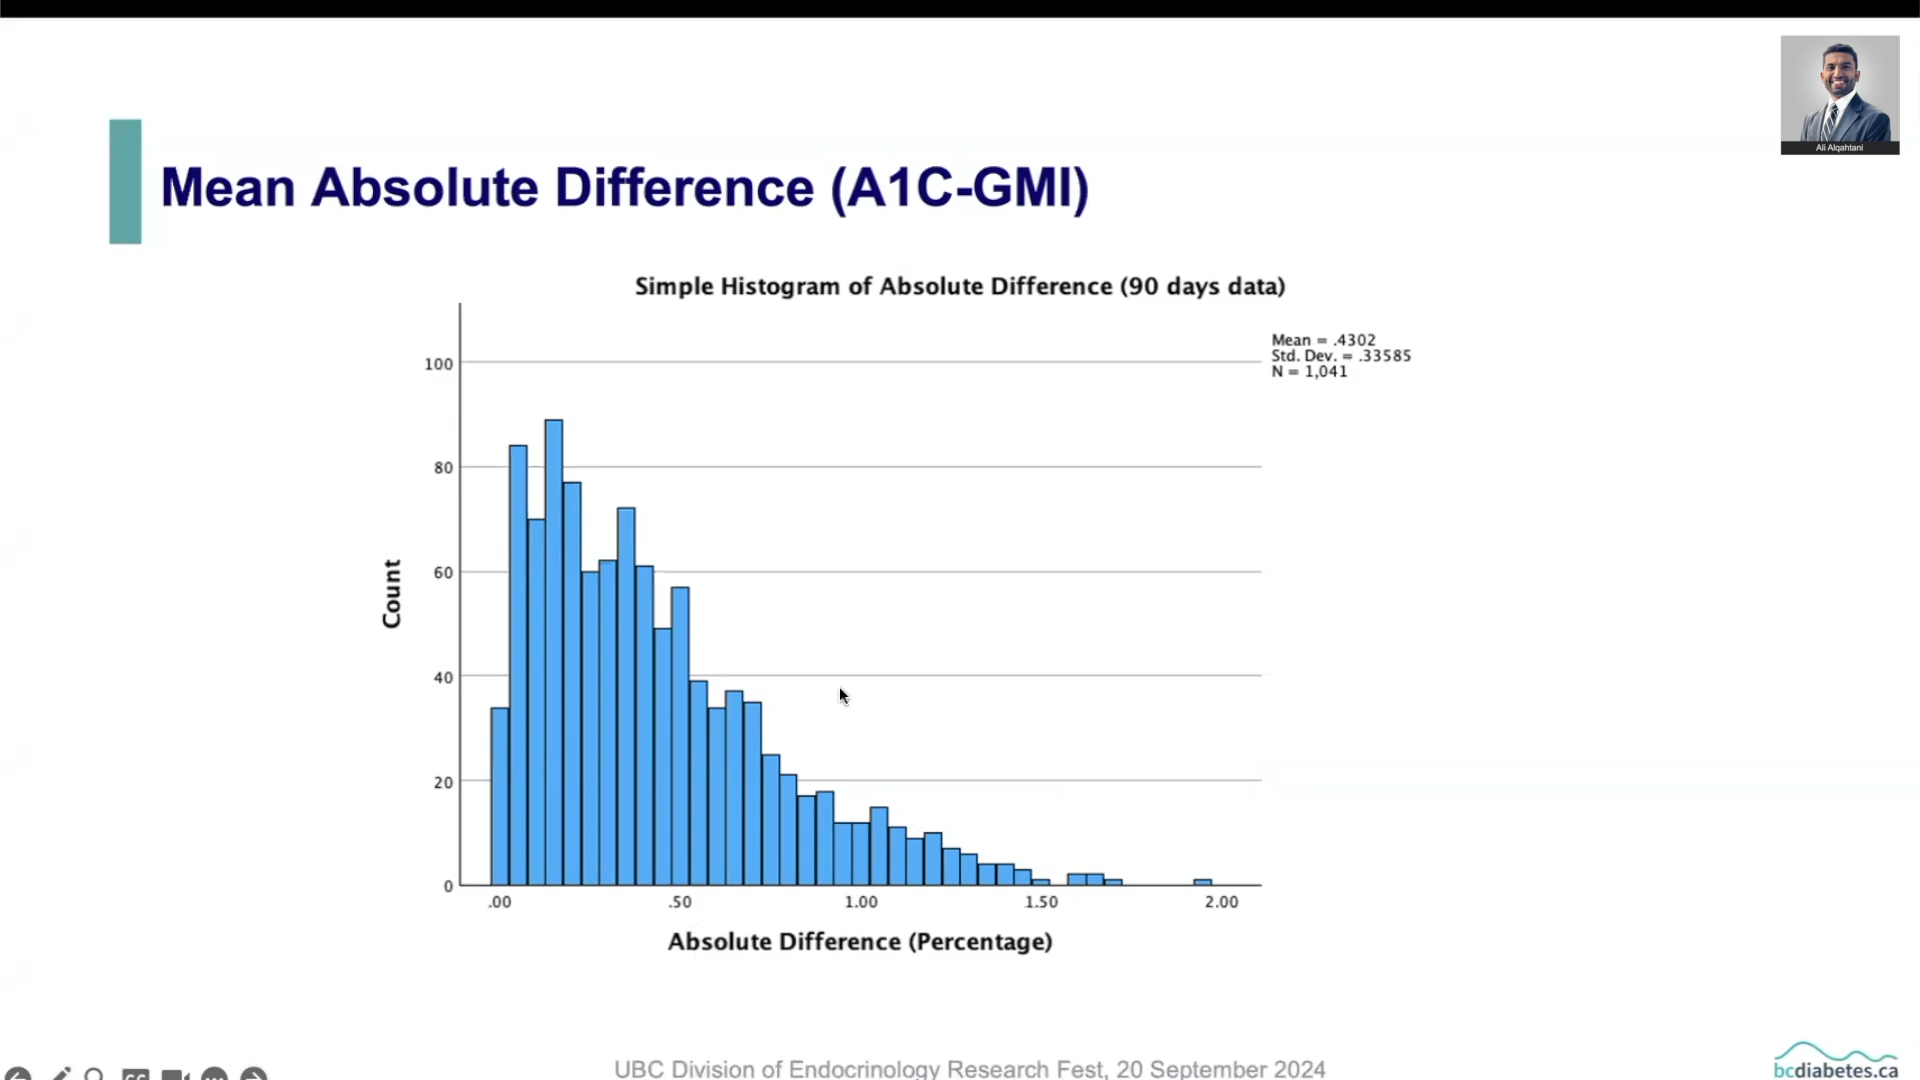 Ali Alqahtani
Mean Absolute Difference (A1C-GMI)
Simple Histogram of Absolute Difference (90 days data)
Mean = .4302
Std. Dev. = .33585
N = 1,041
100
80
60
40
20
0
Count
.00 .50 1.00 1.50 2.00
Absolute Difference (Percentage)
UBC Division of Endocrinology Research Fest, 20 September 2024
bcdiabetes.ca